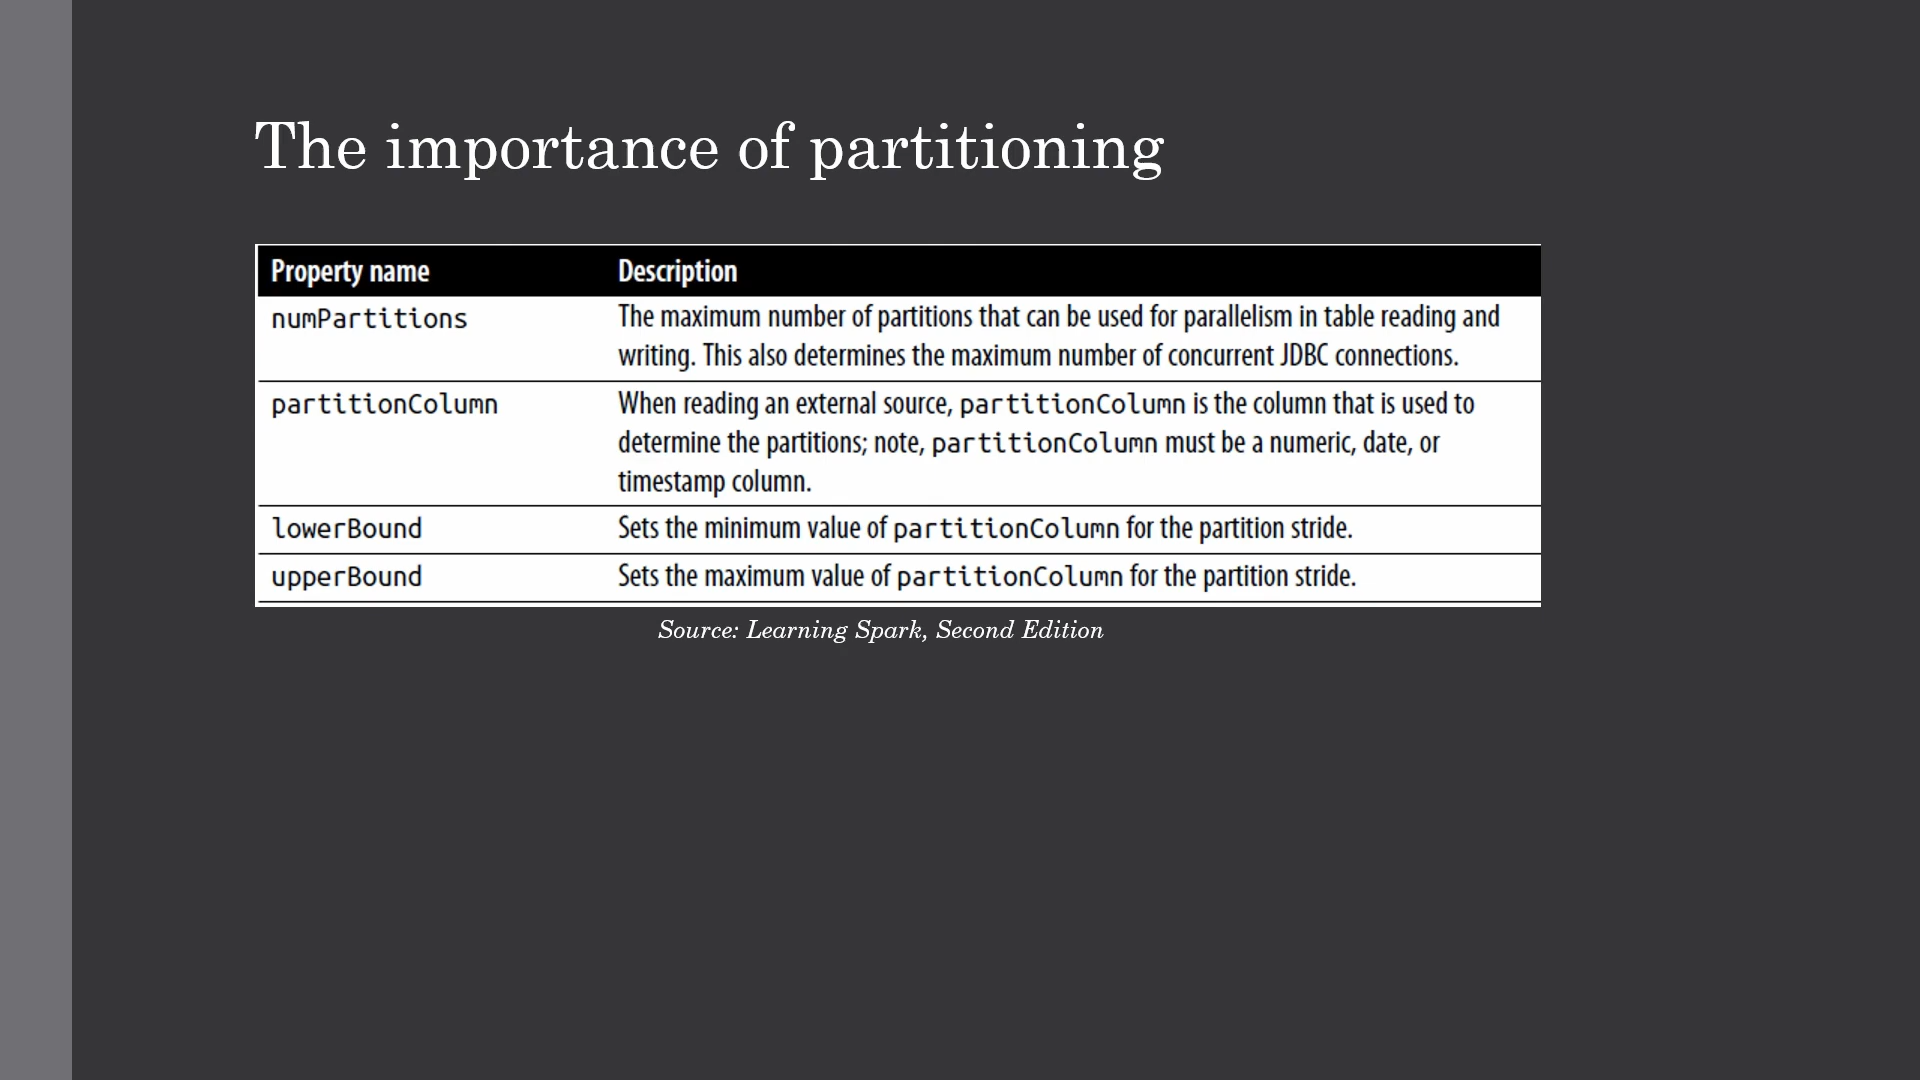 The importance of partitioning
Property name Description
numPartitions The maximum number of partitions that can be used for parallelism in table reading and
writing. This also determines the maximum number of concurrent JDBC connections.
partitionColumn When reading an external source, partitionColumn is the column that is used to
determine the partitions; note, partitionColumn must be a numeric, date, or
timestamp column.
lowerBound Sets the minimum value of partitionColumn for the partition stride.
upperBound Sets the maximum value of partitionColumn for the partition stride.
Source: Learning Spark, Second Edition